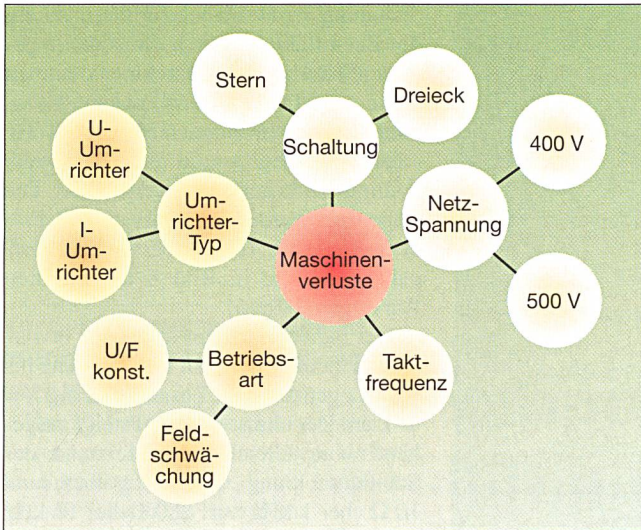 Stern
Dreieck
Schaltung
U-
Um-
richter
400 V
Um-
richter-
Typ
Netz-
Spannung
I-
Um-
richter
Maschinen-
verluste
500 V
U/F
konst.
Betriebs-
art
Takt-
frequenz
Feld-
schwä-
chung